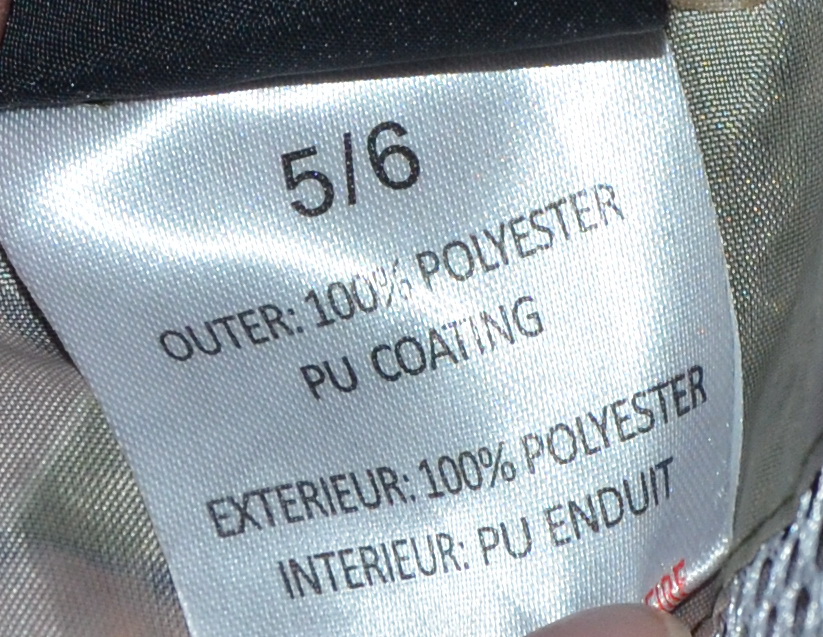 5/6
OUTER: 100% POLYESTER
PU COATING
EXTERIEUR: 100% POLYESTER
INTERIEUR: PU ENDUIT